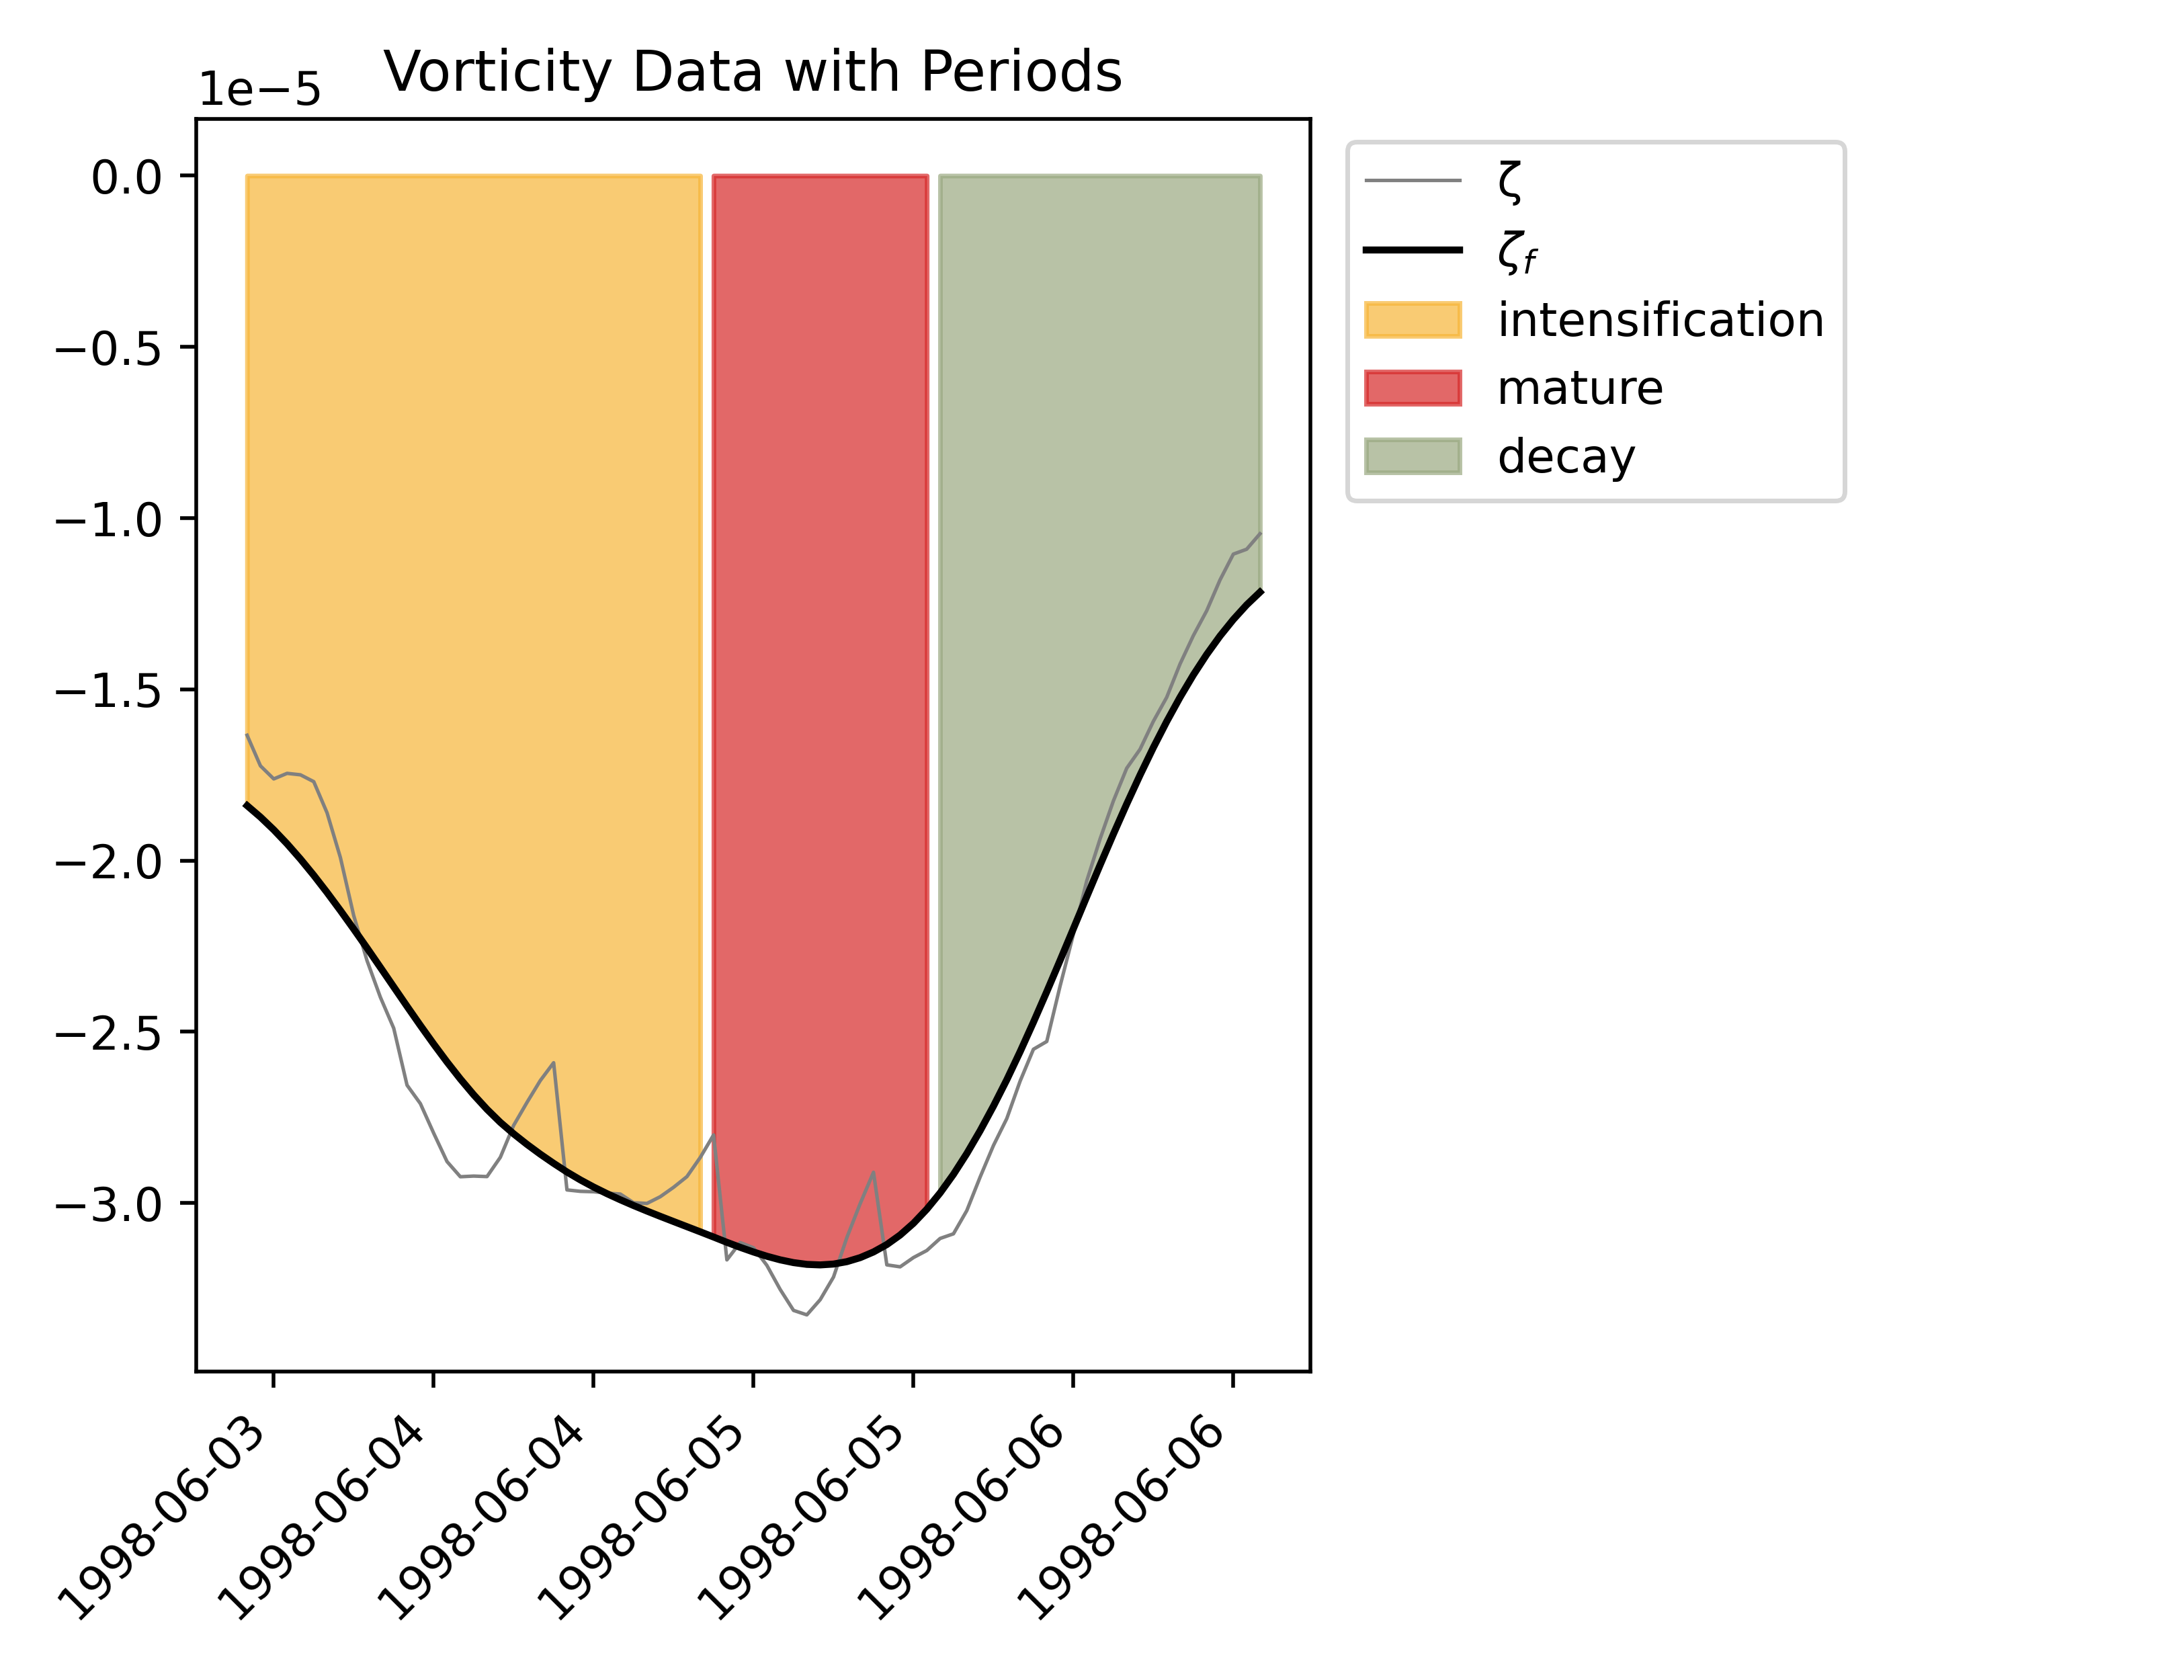 Vorticity Data with Periods
1e−5
0.0
−0.5
−1.0
−1.5
−2.0
−2.5
−3.0
1998-06-03
1998-06-04
1998-06-04
1998-06-05
1998-06-05
1998-06-06
1998-06-06
ζ
ζf
intensification
mature
decay